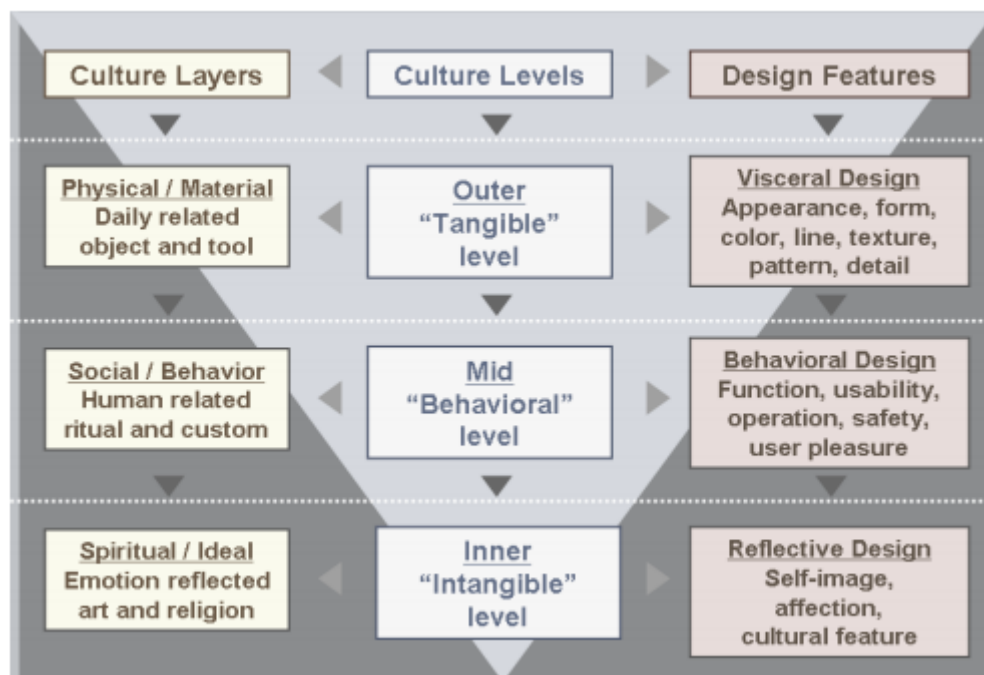 Culture Layers
Culture Levels
Design Features
Physical / Material
Daily related
object and tool
Outer
“Tangible”
level
Visceral Design
Appearance, form,
color, line, texture,
pattern, detail
Social / Behavior
Human related
ritual and custom
Mid
“Behavioral”
level
Behavioral Design
Function, usability,
operation, safety,
user pleasure
Spiritual / Ideal
Emotion reflected
art and religion
Inner
“Intangible”
level
Reflective Design
Self-image,
affection,
cultural feature